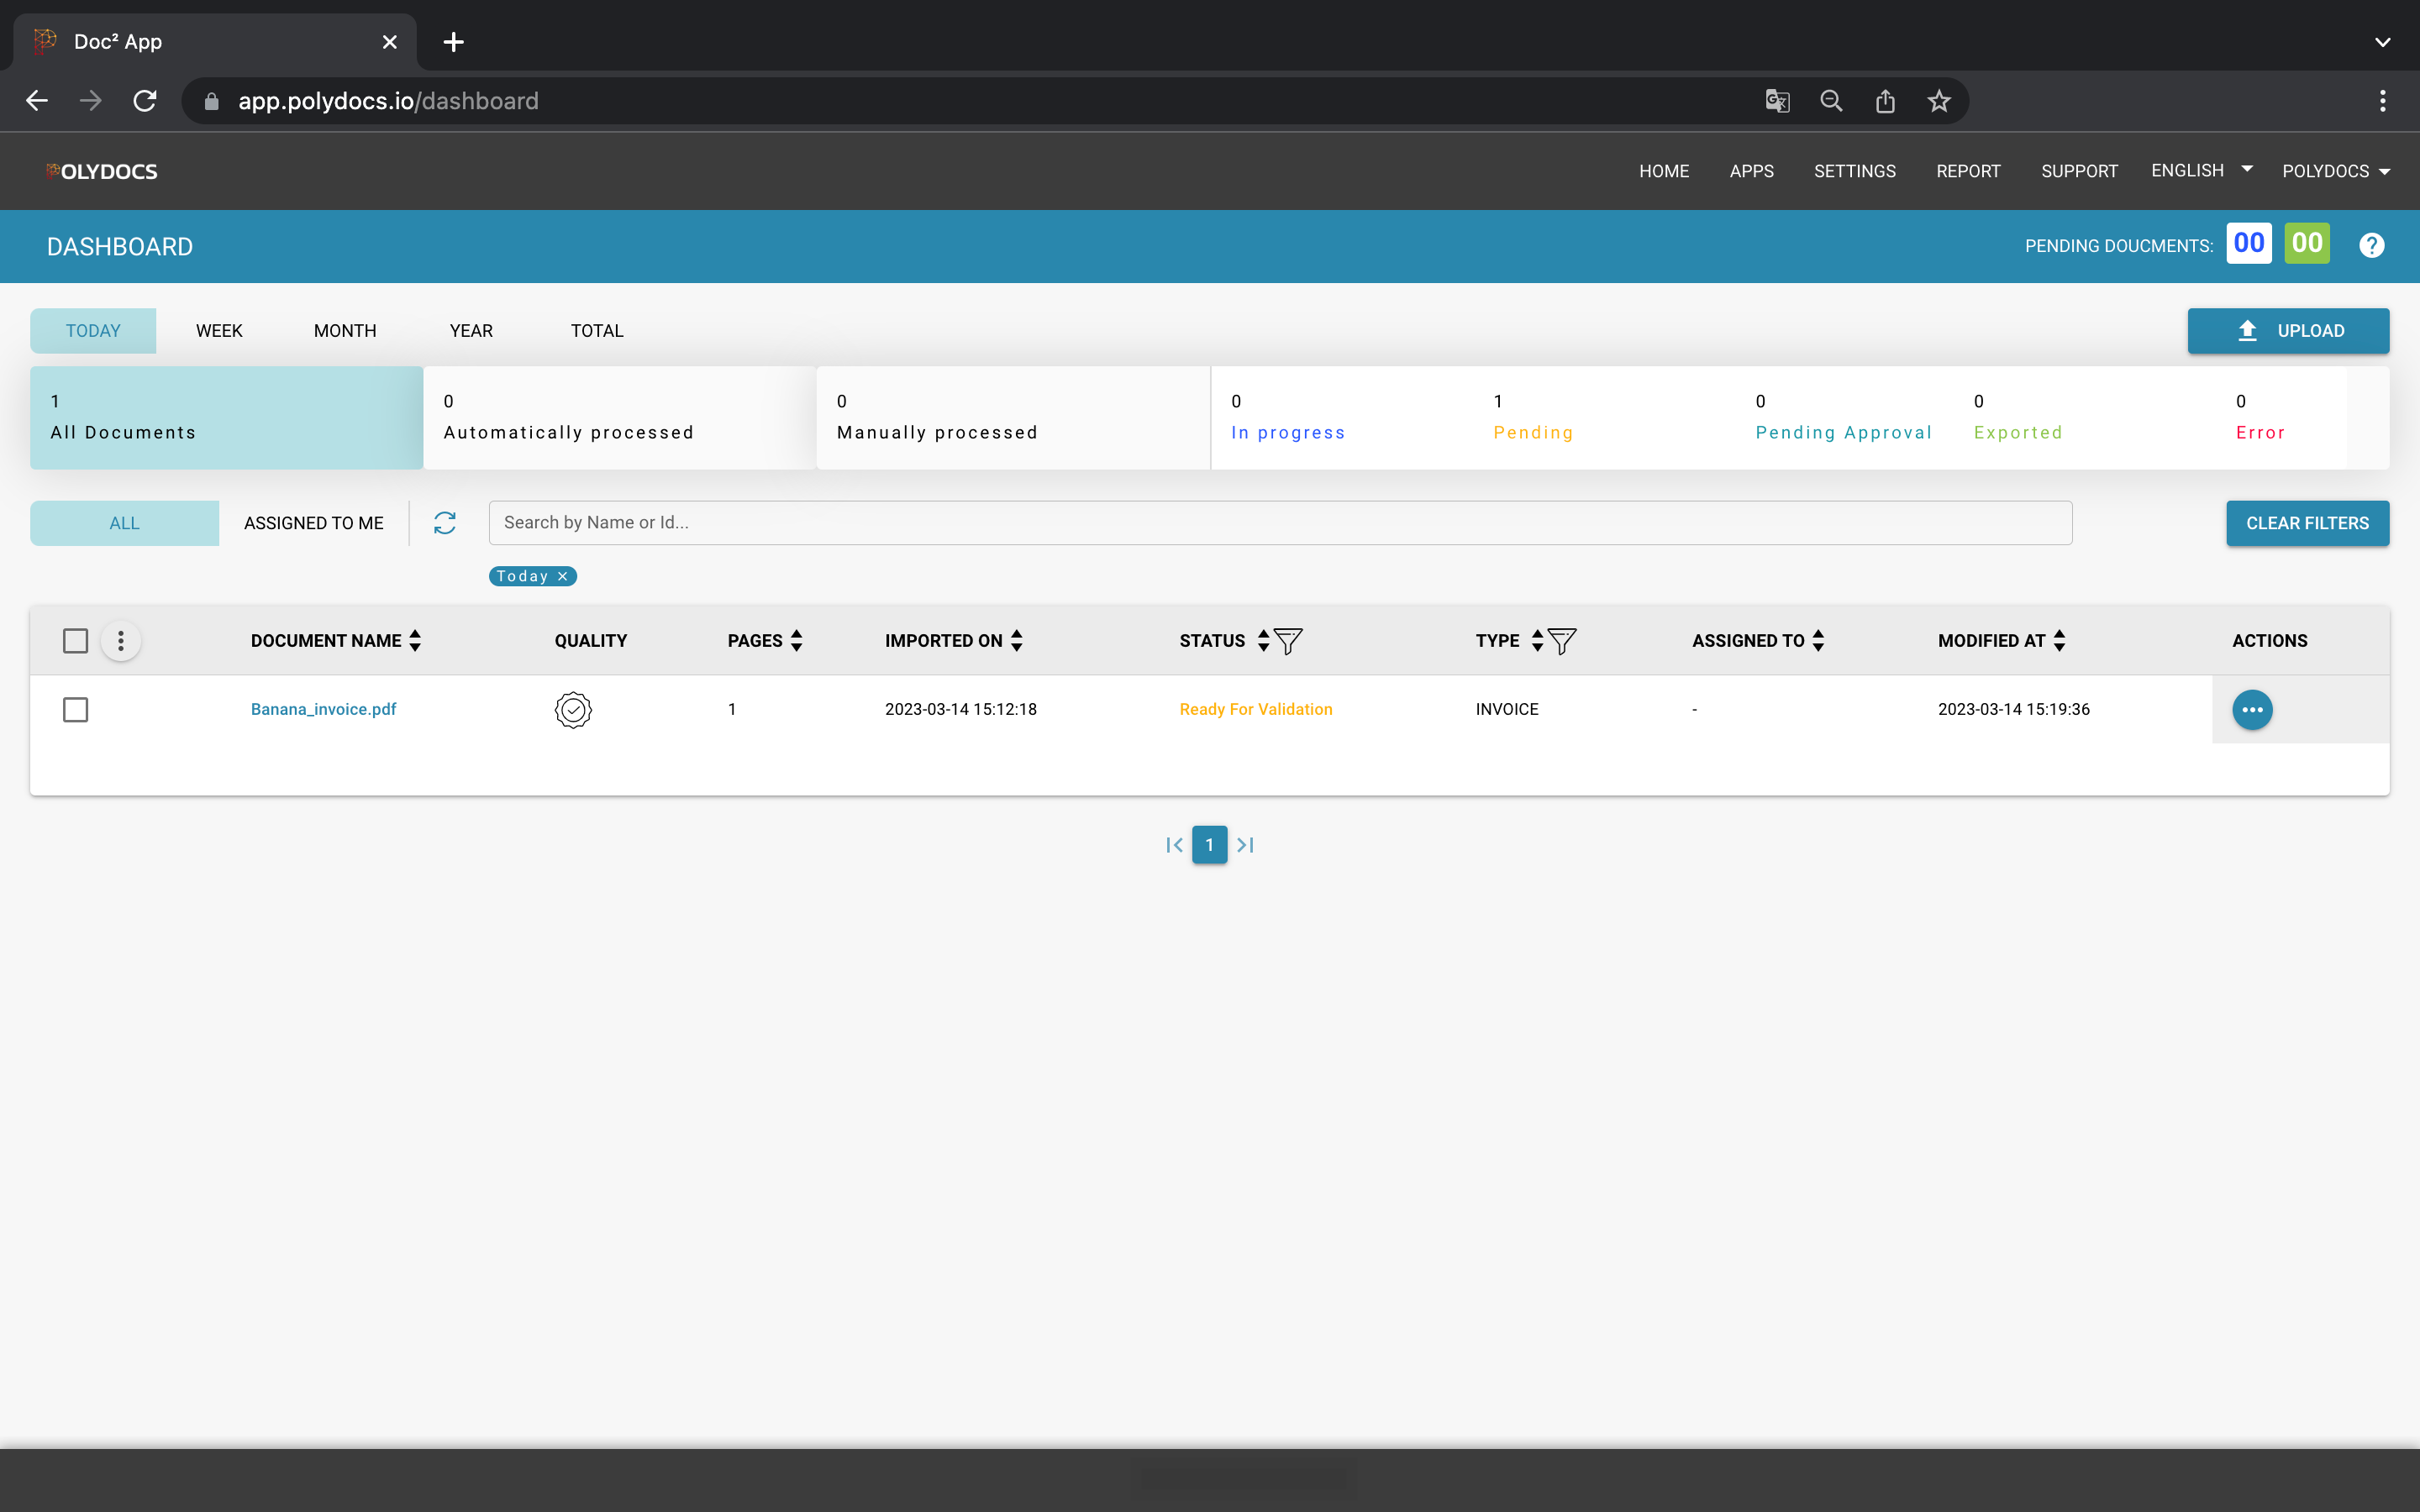 Doc² App
app.polydocs.io/dashboard
POLYDOCS
HOME APPS SETTINGS REPORT SUPPORT ENGLISH POLYDOCS
DASHBOARD
PENDING DOUCMENTS: 00 00 ?
TODAY WEEK MONTH YEAR TOTAL
UPLOAD
1 0 0 0 1 0 0 0
All Documents Automatically processed Manually processed In progress Pending Pending Approval Exported Error
ALL ASSIGNED TO ME Search by Name or Id... CLEAR FILTERS
Today ×
DOCUMENT NAME QUALITY PAGES IMPORTED ON STATUS TYPE ASSIGNED TO MODIFIED AT ACTIONS
Banana_invoice.pdf 1 2023-03-14 15:12:18 Ready For Validation INVOICE - 2023-03-14 15:19:36
1